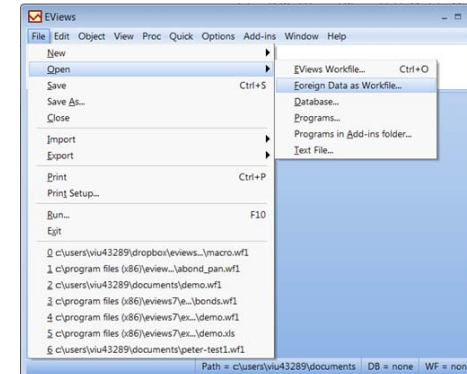 EViews
File Edit Object View Proc Quick Options Add-ins Window Help
New
Open
Save Ctrl+S
Save As...
Close
Import
Export
Print Ctrl+P
Print Setup...
Run... F10
Exit
0 c\users\viu43289\dropbox\eviews...\macro.wf1
1 c\program files (x86)\eview...\abond_pan.wf1
2 c\users\viu43289\documents\demo.wf1
3 c\program files (x86)\eviews7\e...\bonds.wf1
4 c\program files (x86)\eviews7\ex...\demo.wf1
5 c\program files (x86)\eviews7\ex...\demo.xls
6 c\users\viu43289\documents\peter-test1.wf1
EViews Workfile... Ctrl+O
Foreign Data as Workfile...
Database...
Programs...
Programs in Add-ins folder...
Text File...
Path = c\users\viu43289\documents DB = none WF = non